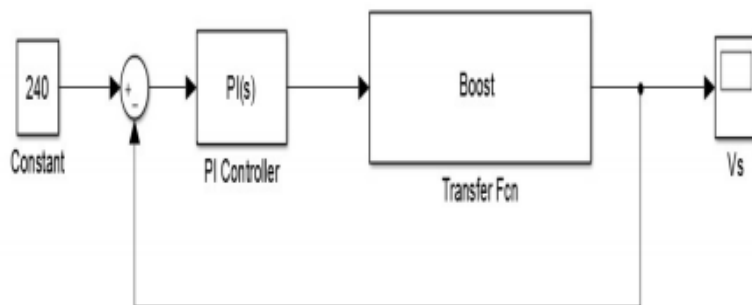 240
Constant
+
−
PI(s)
PI Controller
Boost
Transfer Fcn
Vs